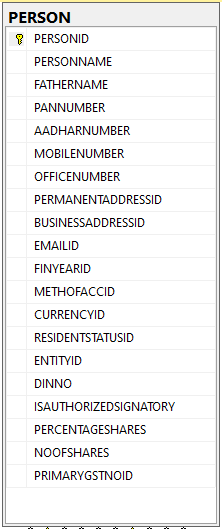 PERSON
PERSONID
PERSONNAME
FATHERNAME
PANNUMBER
AADHARNUMBER
MOBILENUMBER
OFFICENUMBER
PERMANENTADDRESSID
BUSINESSADDRESSID
EMAILID
FINYEARID
METHOFACCID
CURRENCYID
RESIDENTSTATUSID
ENTITYID
DINNO
ISAUTHORIZEDSIGNATORY
PERCENTAGESHARES
NOOFSHARES
PRIMARYGSTNOID